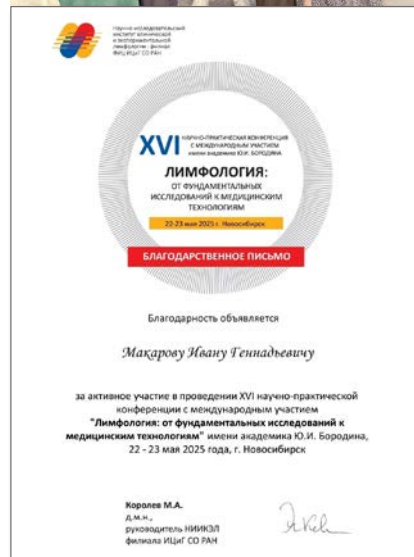 научно-исследовательский
институт клинической
и экспериментальной
лимфологии - филиал
ФИЦ ИЦиГ СО РАН
XVI НАУЧНО-ПРАКТИЧЕСКАЯ КОНФЕРЕНЦИЯ
С МЕЖДУНАРОДНЫМ УЧАСТИЕМ
имени академика Ю.И. БОРОДИНА
ЛИМФОЛОГИЯ:
ОТ ФУНДАМЕНТАЛЬНЫХ
ИССЛЕДОВАНИЙ К МЕДИЦИНСКИМ
ТЕХНОЛОГИЯМ
22-23 мая 2025 г. Новосибирск
БЛАГОДАРСТВЕННОЕ ПИСЬМО
Благодарность объявляется
Макарову Ивану Геннадьевичу
за активное участие в проведении XVI научно-практической
конференции с международным участием
"Лимфология: от фундаментальных исследований к
медицинским технологиям" имени академика Ю.И. Бородина,
22 - 23 мая 2025 года, г. Новосибирск
Королев М.А.
д.м.н.,
руководитель НИИКЭЛ
филиала ИЦиГ СО РАН